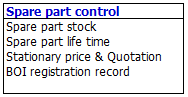 Spare part control
Spare part stock
Spare part life time
Stationary price & Quotation
BOI registration record